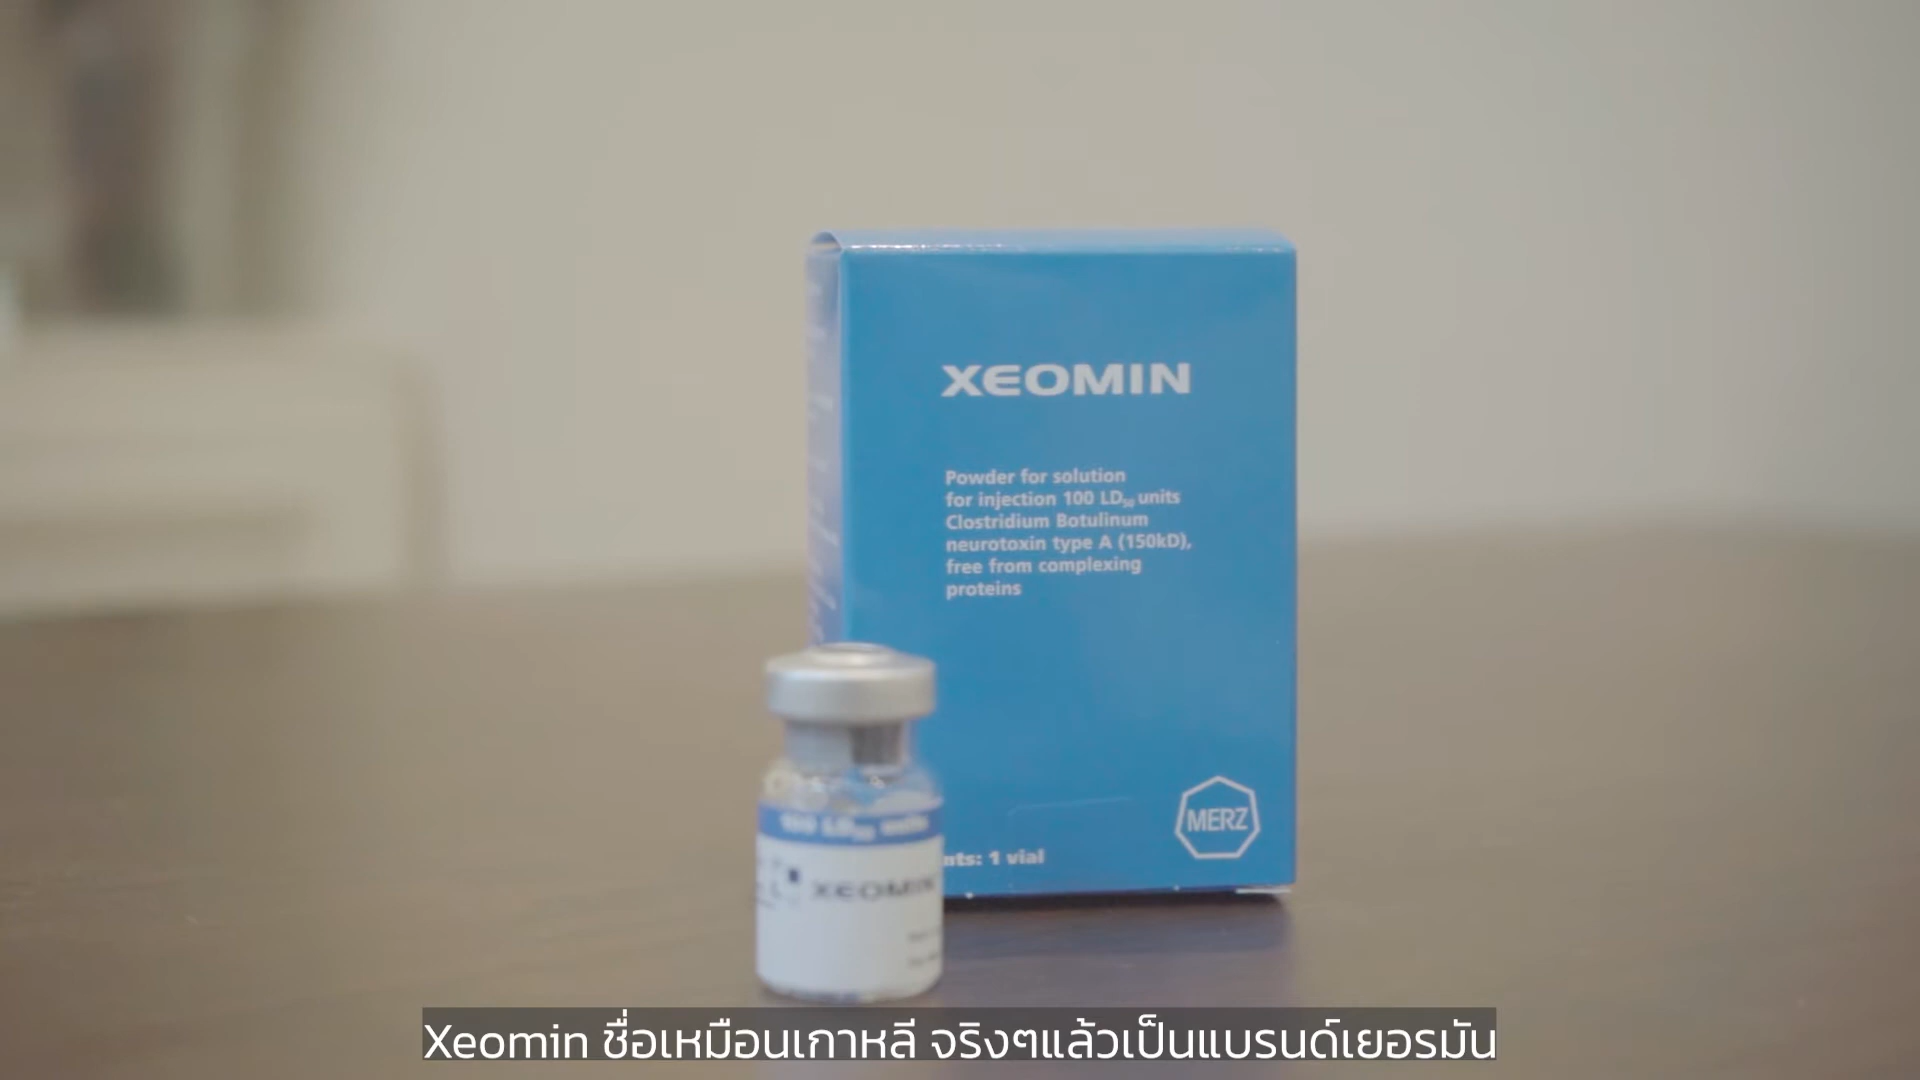 XEOMIN
Powder for solution
for injection 100 LD₅₀ units
Clostridium Botulinum
neurotoxin type A (150kD),
free from complexing
proteins
MERZ
nts: 1 vial
100 LD₅₀ units
XEOMIN
Xeomin ชื่อเหมือนเกาหลี จริงๆแล้วเป็นแบรนด์เยอรมัน